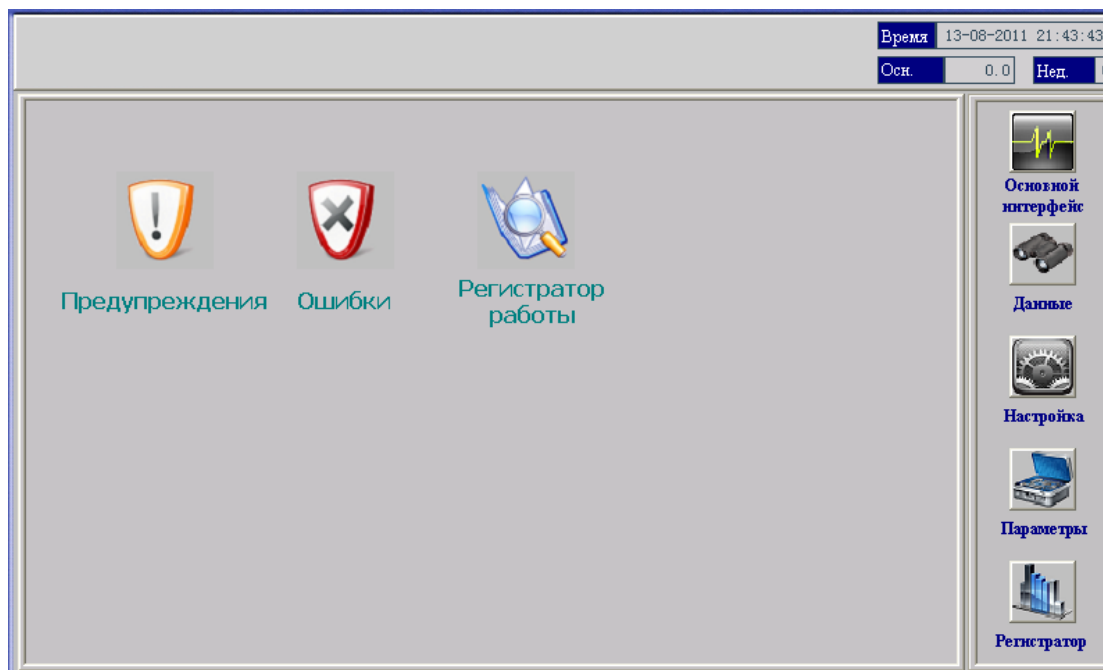 Время 13-08-2011 21:43:43
Осн. 0.0 Нед.
Предупреждения
Ошибки
Регистратор
работы
Основной
интерфейс
Данные
Настройка
Параметры
Регистратор